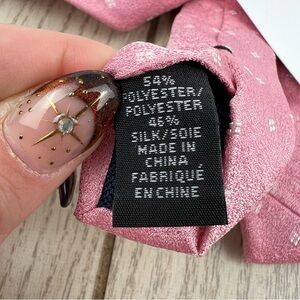 54%
POLYESTER/
POLYESTER
46%
SILK/SOIE
MADE IN
CHINA
FABRIQUÉ
EN CHINE